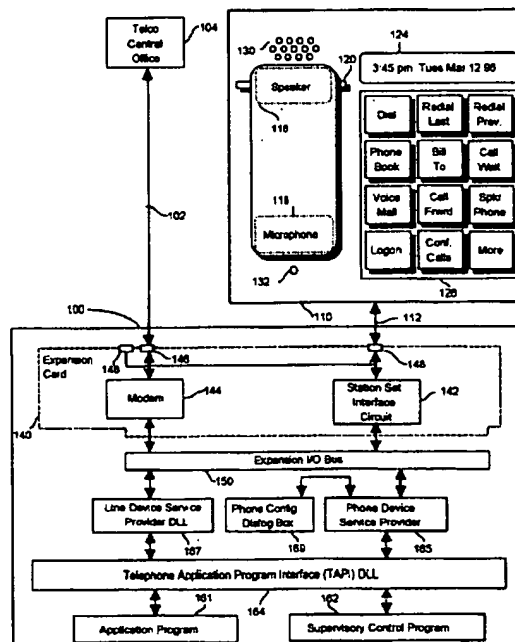 Telco
Central
Office
104
130
120
124
3:45 pm Tues Mar 12 96
Speaker
116
Dial
Redial
Last
Redial
Prev.
Phone
Book
Bill
To
Call
Wait
Voice
Mail
Call
Frwrd
Spkr
Phone
Logon
Conf.
Calls
More
102
118
Microphone
132
126
110
100
112
148
146
148
Expansion
Card
Modem
144
Station Set
Interface
Circuit
142
140
Expansion I/O Bus
150
Line Device Service
Provider DLL
Phone Config
Dialog Box
Phone Device
Service Provider
167
169
165
Telephone Application Program Interface (TAPI) DLL
161
164
162
Application Program
Supervisory Control Program